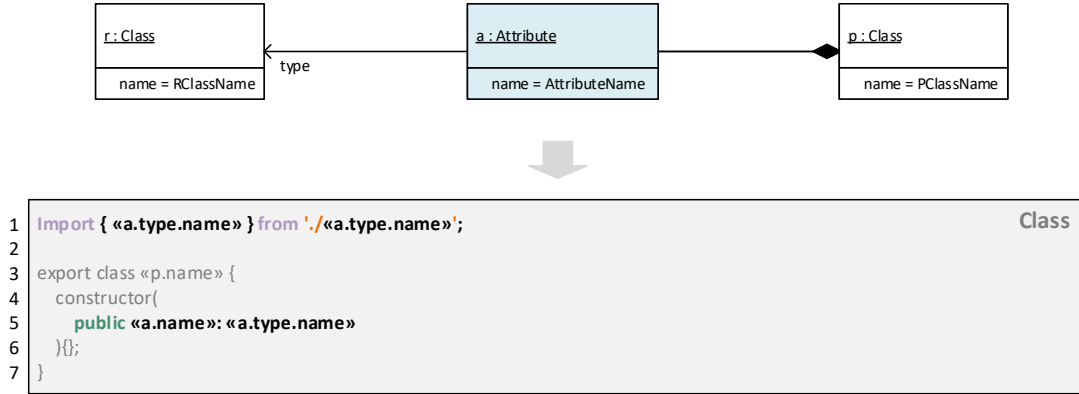 r : Class
a : Attribute
p : Class
type
name = RClassName
name = AttributeName
name = PClassName
Class
1 Import { «a.type.name» } from './«a.type.name»';
2
3 export class «p.name» {
4 constructor(
5 public «a.name»: «a.type.name»
6 ){};
7 }